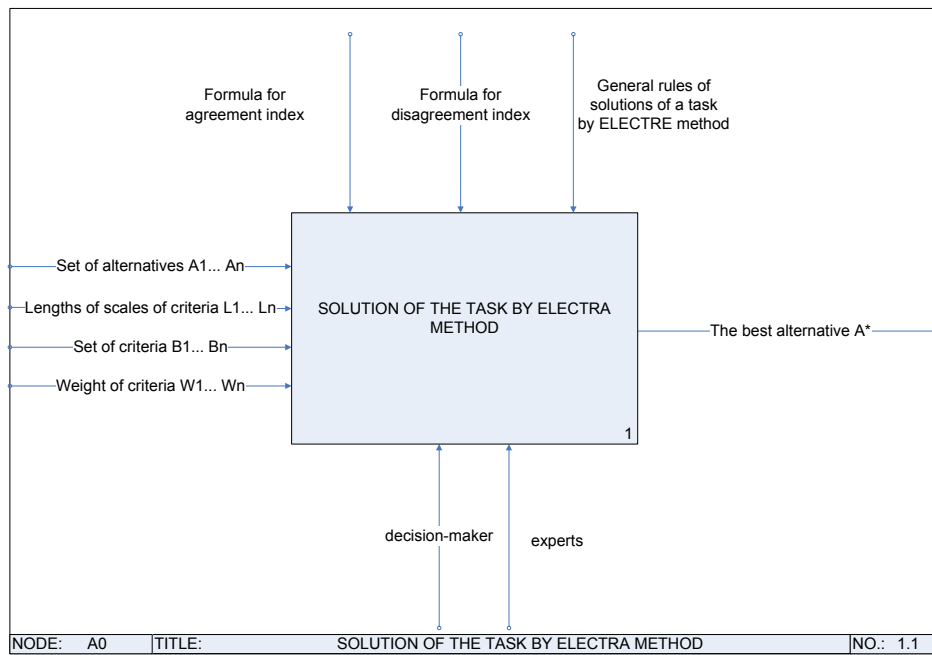 Formula for
agreement index
Formula for
disagreement index
General rules of
solutions of a task
by ELECTRE method
Set of alternatives A1... An
Lengths of scales of criteria L1... Ln
Set of criteria B1... Bn
Weight of criteria W1... Wn
SOLUTION OF THE TASK BY ELECTRA
METHOD
1
The best alternative A*
decision-maker
experts
NODE: A0 TITLE: SOLUTION OF THE TASK BY ELECTRA METHOD NO.: 1.1